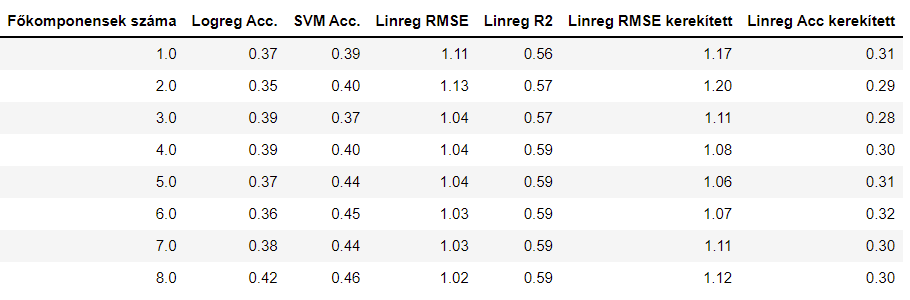 Főkomponensek száma Logreg Acc. SVM Acc. Linreg RMSE Linreg R2 Linreg RMSE kerekített Linreg Acc kerekített
1.0 0.37 0.39 1.11 0.56 1.17 0.31
2.0 0.35 0.40 1.13 0.57 1.20 0.29
3.0 0.39 0.37 1.04 0.57 1.11 0.28
4.0 0.39 0.40 1.04 0.59 1.08 0.30
5.0 0.37 0.44 1.04 0.59 1.06 0.31
6.0 0.36 0.45 1.03 0.59 1.07 0.32
7.0 0.38 0.44 1.03 0.59 1.11 0.30
8.0 0.42 0.46 1.02 0.59 1.12 0.30